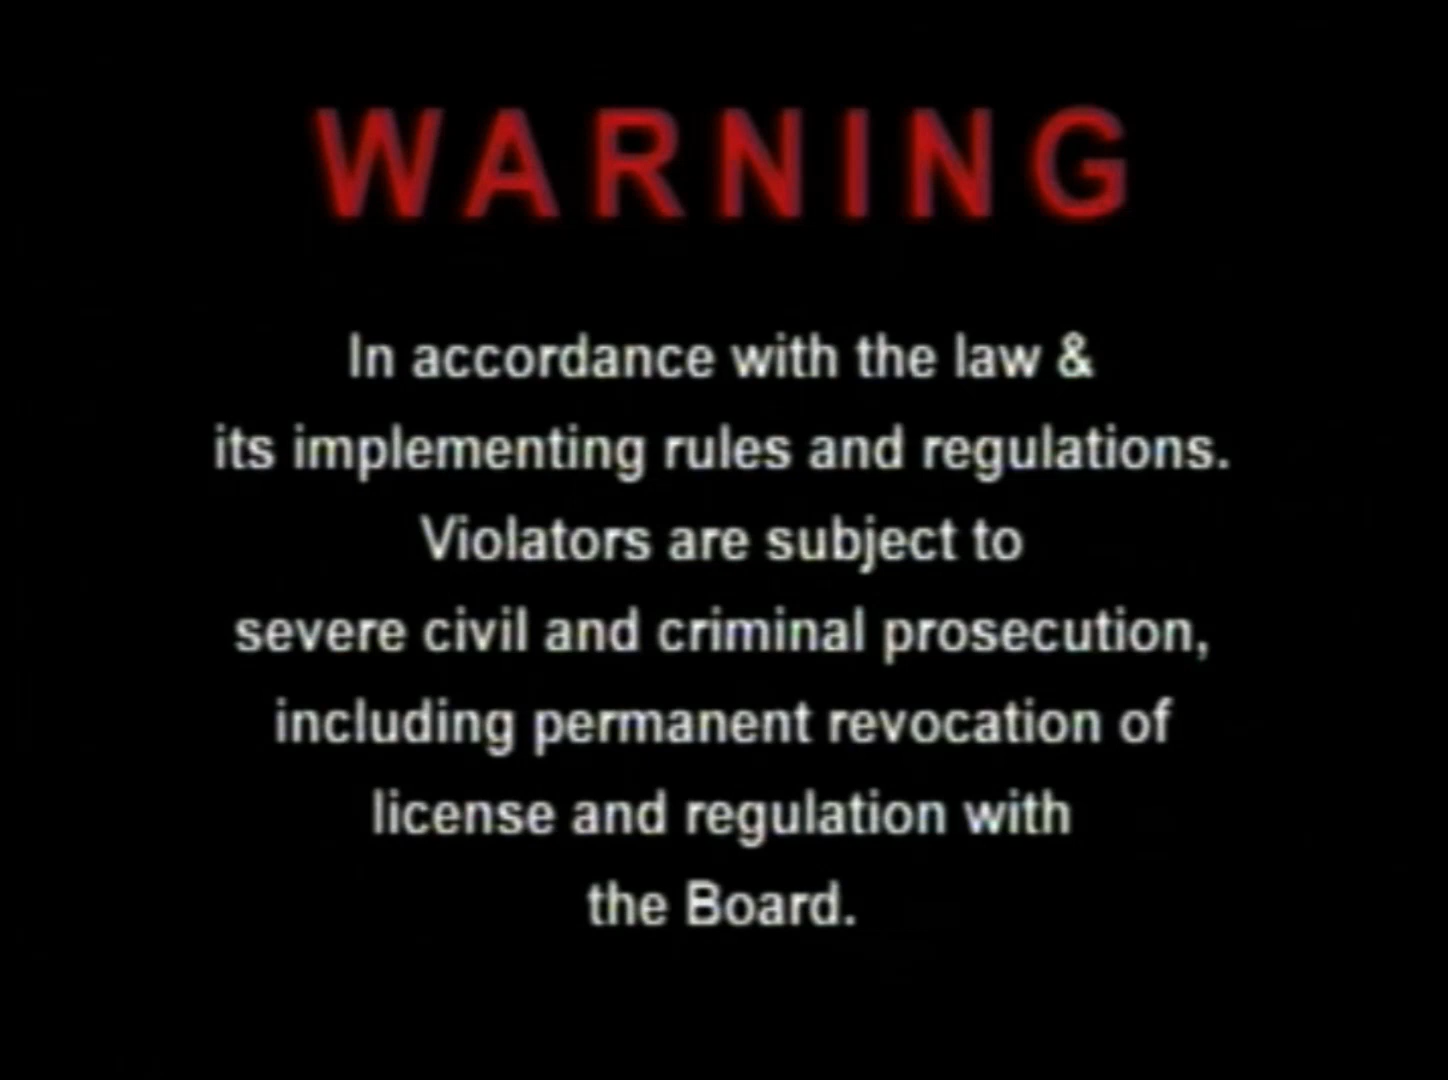 WARNING
In accordance with the law &
its implementing rules and regulations.
Violators are subject to
severe civil and criminal prosecution,
including permanent revocation of
license and regulation with
the Board.